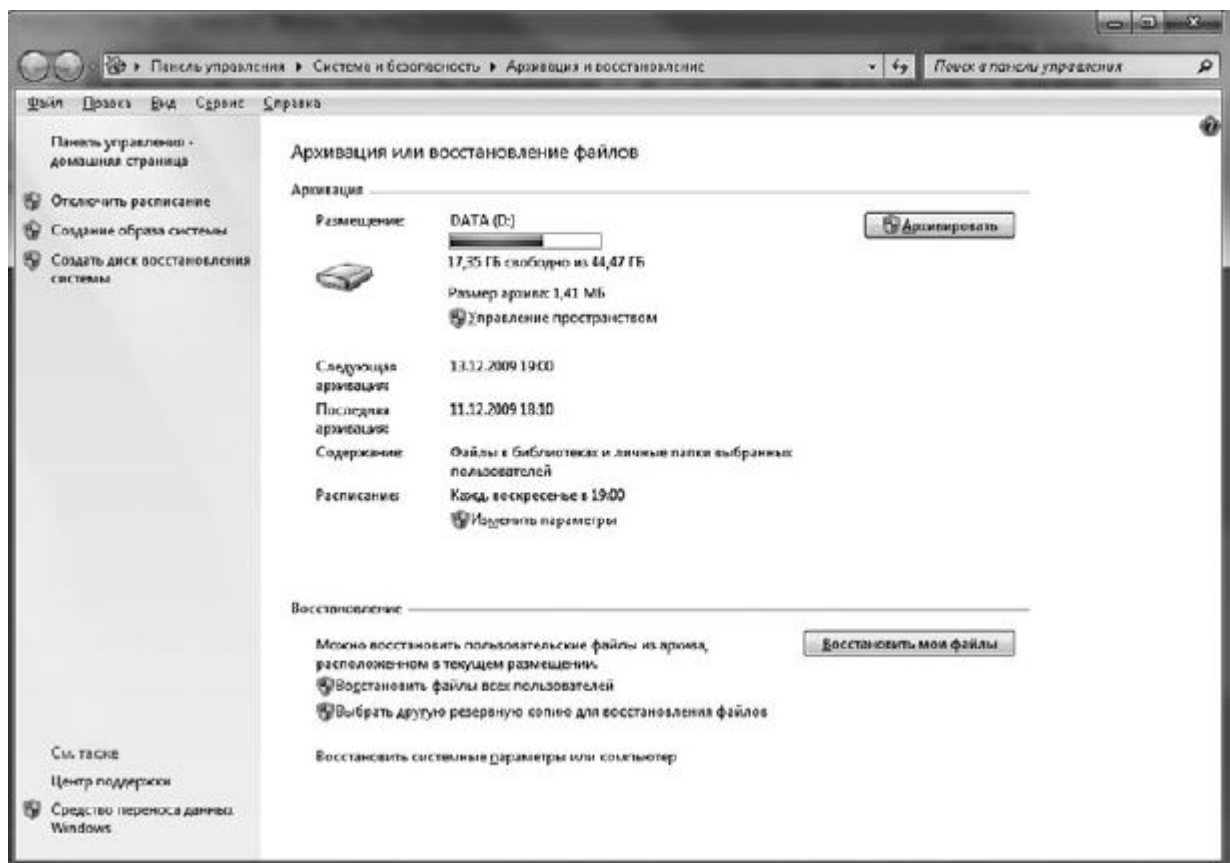 Панель управления ▸ Система и безопасность ▸ Архивация и восстановление
Поиск в панели управления
Файл Правка Вид Сервис Справка
Панель управления -
домашняя страница
Отключить расписание
Создание образа системы
Создать диск восстановления
системы
Архивация или восстановление файлов
Архивация
Размещение:
DATA (D:)
Архивировать
17,35 ГБ свободно из 44,47 ГБ
Размер архива: 1,41 МБ
Управление пространством
Следующая
архивация:
13.12.2009 19:00
Последняя
архивация:
11.12.2009 18:10
Содержание:
Файлы в библиотеках и личные папки выбранных
пользователей
Расписание:
Кажд. воскресенье в 19:00
Изменить параметры
Восстановление
Можно восстановить пользовательские файлы из архива,
расположенном в текущем размещении.
Восстановить мои файлы
Восстановить файлы всех пользователей
Выбрать другую резервную копию для восстановления файлов
Восстановить системные параметры или компьютер
См. также
Центр поддержки
Средство переноса данных
Windows